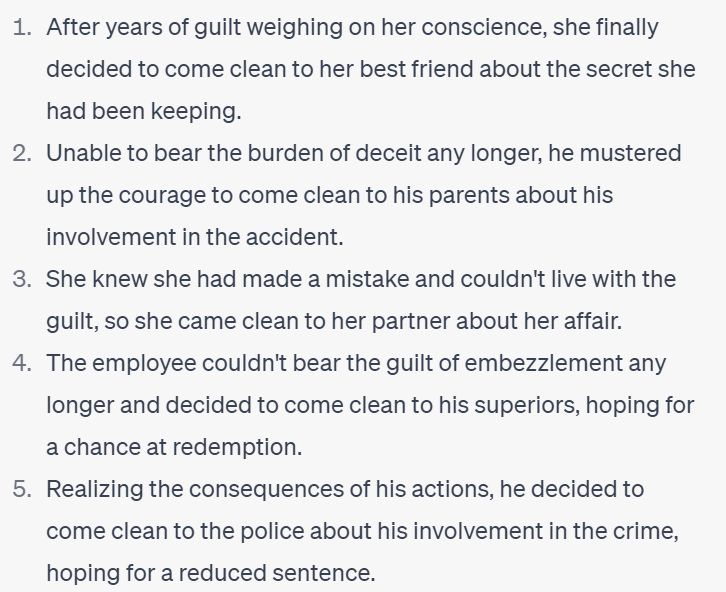 1. After years of guilt weighing on her conscience, she finally
decided to come clean to her best friend about the secret she
had been keeping.
2. Unable to bear the burden of deceit any longer, he mustered
up the courage to come clean to his parents about his
involvement in the accident.
3. She knew she had made a mistake and couldn't live with the
guilt, so she came clean to her partner about her affair.
4. The employee couldn't bear the guilt of embezzlement any
longer and decided to come clean to his superiors, hoping for
a chance at redemption.
5. Realizing the consequences of his actions, he decided to
come clean to the police about his involvement in the crime,
hoping for a reduced sentence.